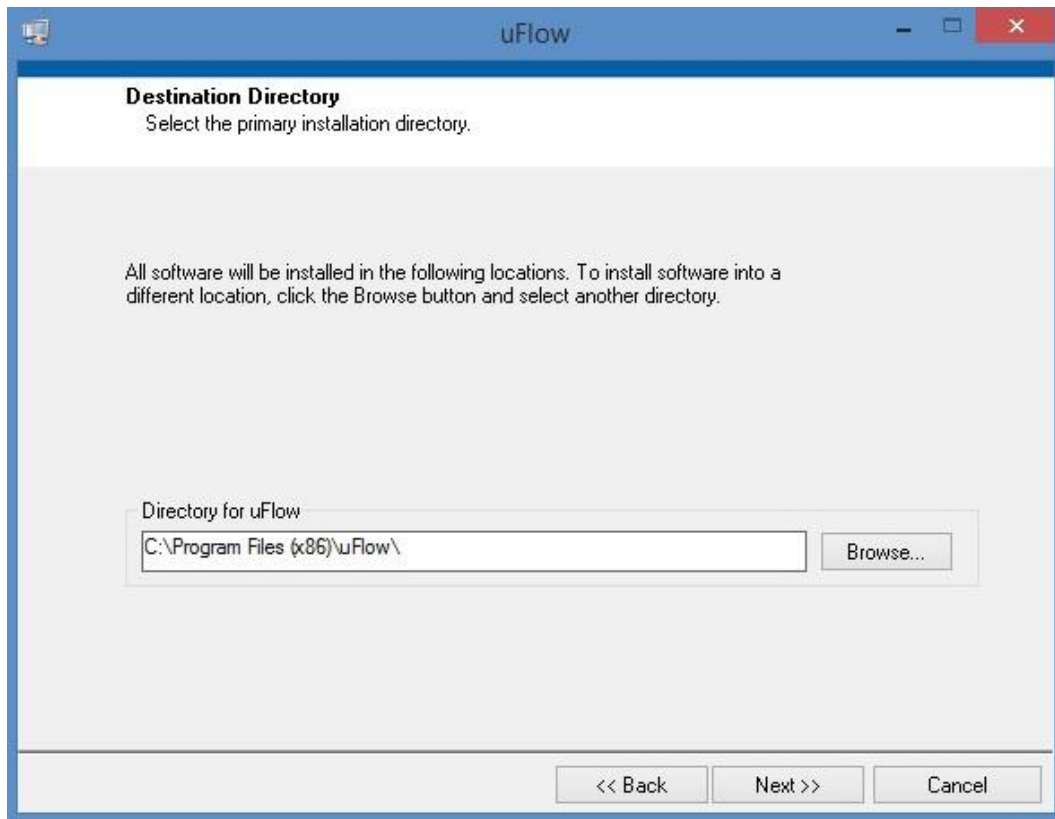 uFlow
Destination Directory
Select the primary installation directory.
All software will be installed in the following locations. To install software into a
different location, click the Browse button and select another directory.
Directory for uFlow
C:\Program Files (x86)\uFlow\
Browse...
<< Back
Next >>
Cancel